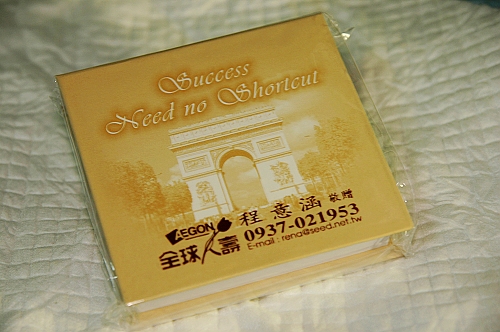 Success
Need no Shortcut
AEGON
全球人壽
程意涵 敬贈
0937-021953
E-mail : rena@seed.net.tw